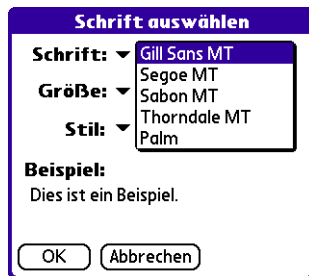 Schrift auswählen
Schrift: Gill Sans MT
Segoe MT
Größe: Sabon MT
Thorndale MT
Stil: Palm
Beispiel:
Dies ist ein Beispiel.
OK Abbrechen